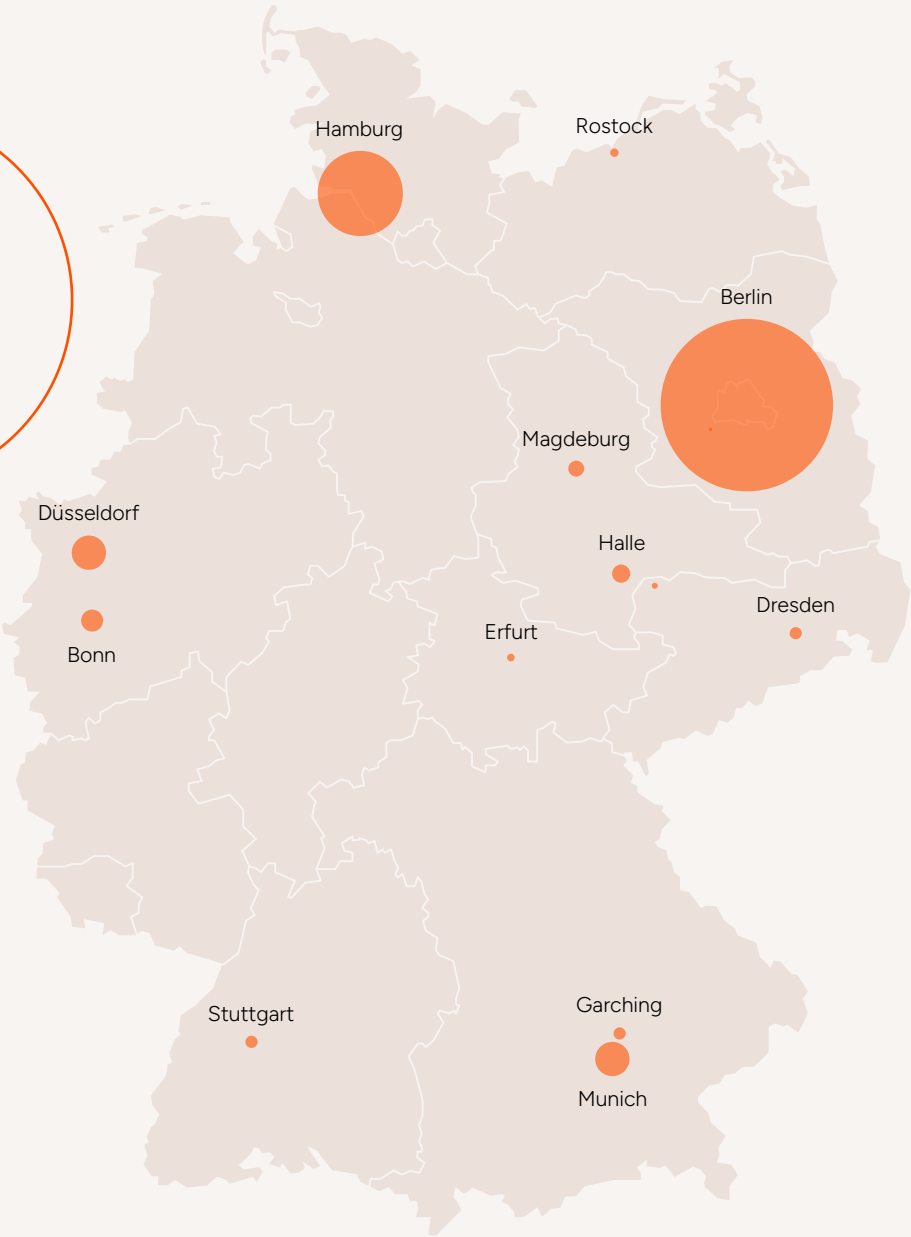 Hamburg
Rostock
Berlin
Magdeburg
Düsseldorf
Halle
Dresden
Erfurt
Bonn
Garching
Stuttgart
Munich